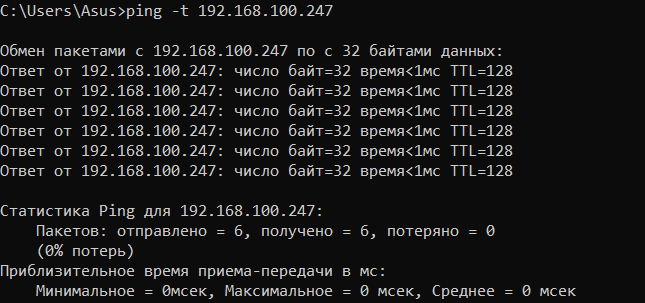 C:\Users\Asus>ping -t 192.168.100.247
Обмен пакетами с 192.168.100.247 по с 32 байтами данных:
Ответ от 192.168.100.247: число байт=32 время<1мс TTL=128
Ответ от 192.168.100.247: число байт=32 время<1мс TTL=128
Ответ от 192.168.100.247: число байт=32 время<1мс TTL=128
Ответ от 192.168.100.247: число байт=32 время<1мс TTL=128
Ответ от 192.168.100.247: число байт=32 время<1мс TTL=128
Ответ от 192.168.100.247: число байт=32 время<1мс TTL=128
Статистика Ping для 192.168.100.247:
Пакетов: отправлено = 6, получено = 6, потеряно = 0
(0% потерь)
Приблизительное время приема-передачи в мс:
Минимальное = 0мсек, Максимальное = 0 мсек, Среднее = 0 мсек